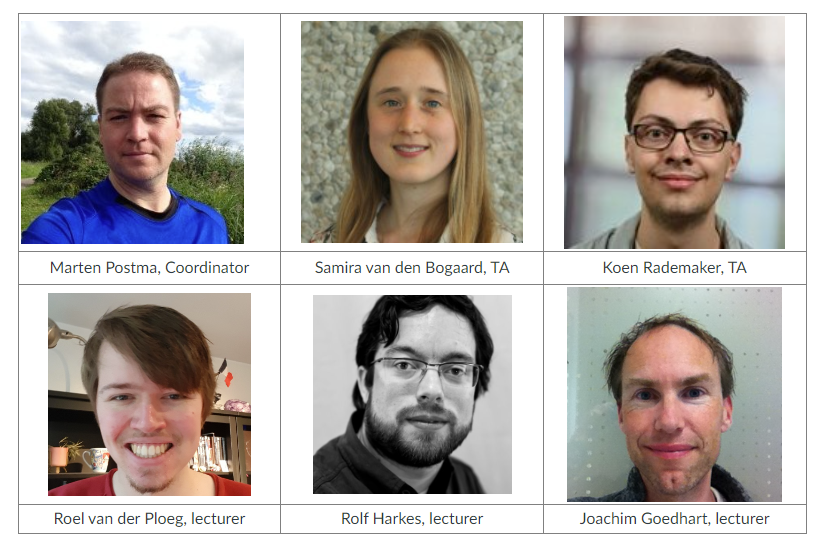 Marten Postma, Coordinator
Samira van den Bogaard, TA
Koen Rademaker, TA
Roel van der Ploeg, lecturer
Rolf Harkes, lecturer
Joachim Goedhart, lecturer